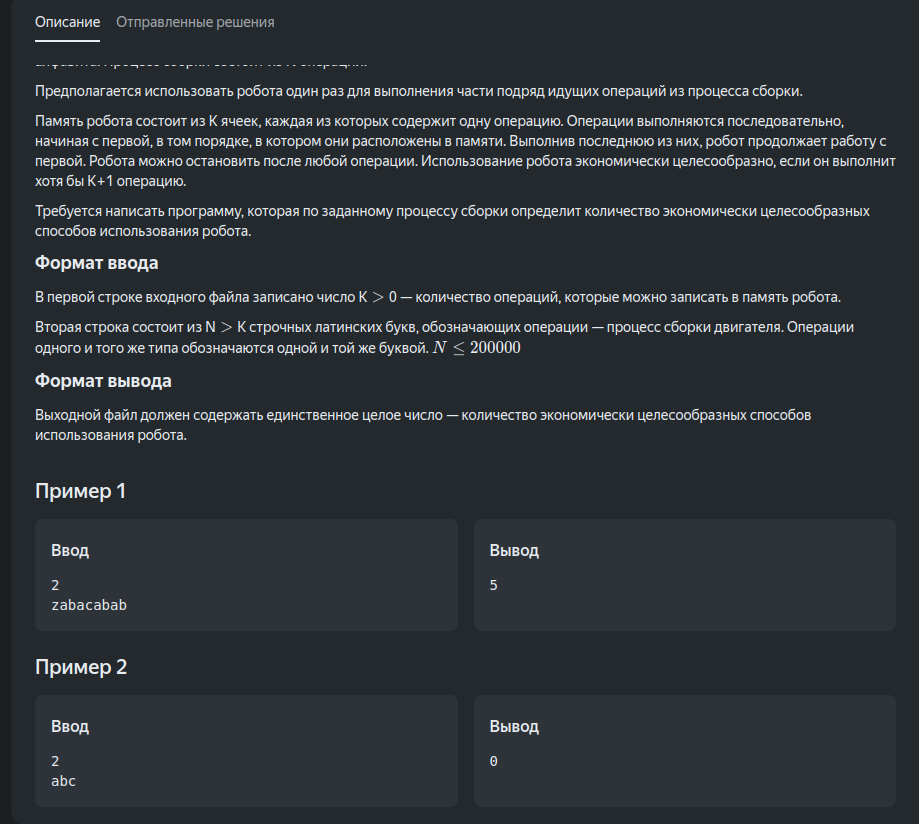 Описание Отправленные решения
Предполагается использовать робота один раз для выполнения части подряд идущих операций из процесса сборки.
Память робота состоит из K ячеек, каждая из которых содержит одну операцию. Операции выполняются последовательно,
начиная с первой, в том порядке, в котором они расположены в памяти. Выполнив последнюю из них, робот продолжает работу с
первой. Робота можно остановить после любой операции. Использование робота экономически целесообразно, если он выполнит
хотя бы K+1 операцию.
Требуется написать программу, которая по заданному процессу сборки определит количество экономически целесообразных
способов использования робота.
Формат ввода
В первой строке входного файла записано число K > 0 — количество операций, которые можно записать в память робота.
Вторая строка состоит из N > K строчных латинских букв, обозначающих операции — процесс сборки двигателя. Операции
одного и того же типа обозначаются одной и той же буквой. N ≤ 200000
Формат вывода
Выходной файл должен содержать единственное целое число — количество экономически целесообразных способов
использования робота.
Пример 1
Ввод
2
zabacabab
Вывод
5
Пример 2
Ввод
2
abc
Вывод
0